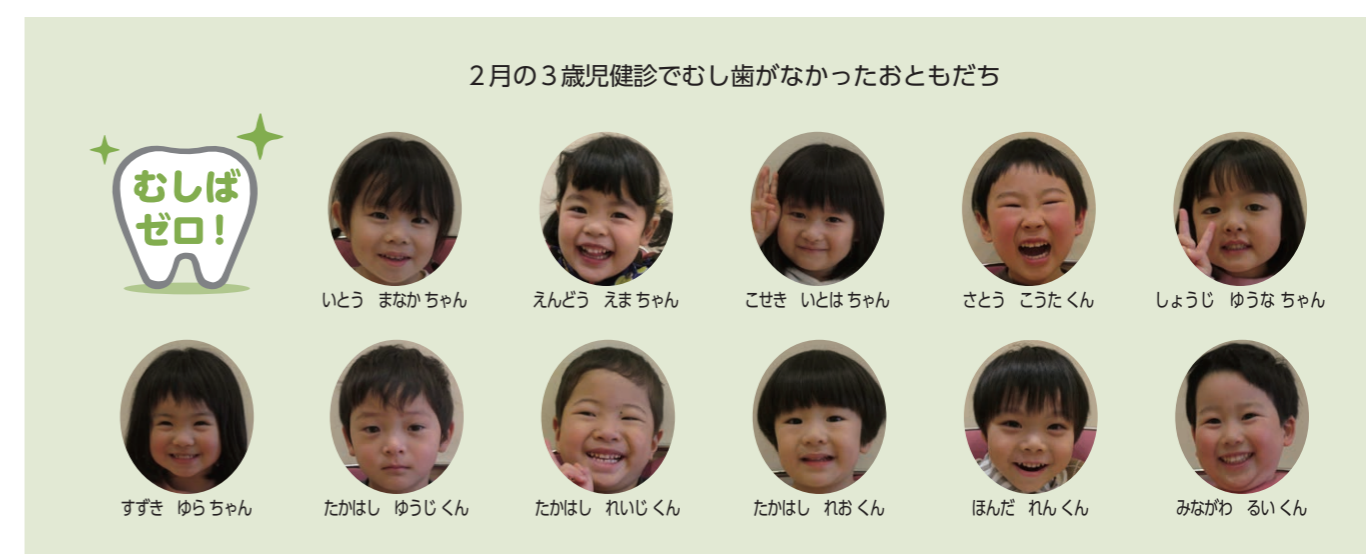 2月の3歳児健診でむし歯がなかったおともだち
むしば
ゼロ！
いとう　まなか ちゃん
えんどう　えま ちゃん
こせき　いとは ちゃん
さとう　こうた くん
しょうじ　ゆうな ちゃん
すずき　ゆら ちゃん
たかはし　ゆうじ くん
たかはし　れいじ くん
たかはし　れお くん
ほんだ　れん くん
みながわ　るい くん